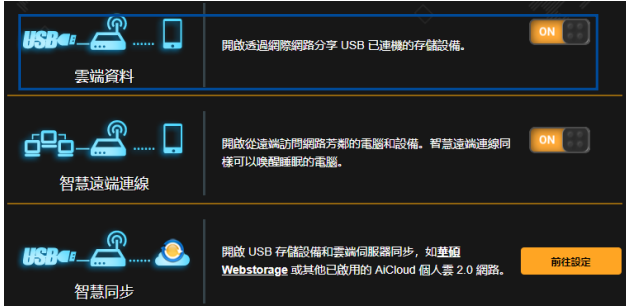 USB
開啟透過網際網路分享 USB 已連機的存儲設備。
ON
雲端資料
開啟從遠端訪問網路芳鄰的電腦和設備。智慧遠端連線同
樣可以喚醒睡眠的電腦。
ON
智慧遠端連線
USB
開啟 USB 存儲設備和雲端伺服器同步，如華碩
Webstorage 或其他已啟用的 AiCloud 個人雲 2.0 網路。
前往設定
智慧同步